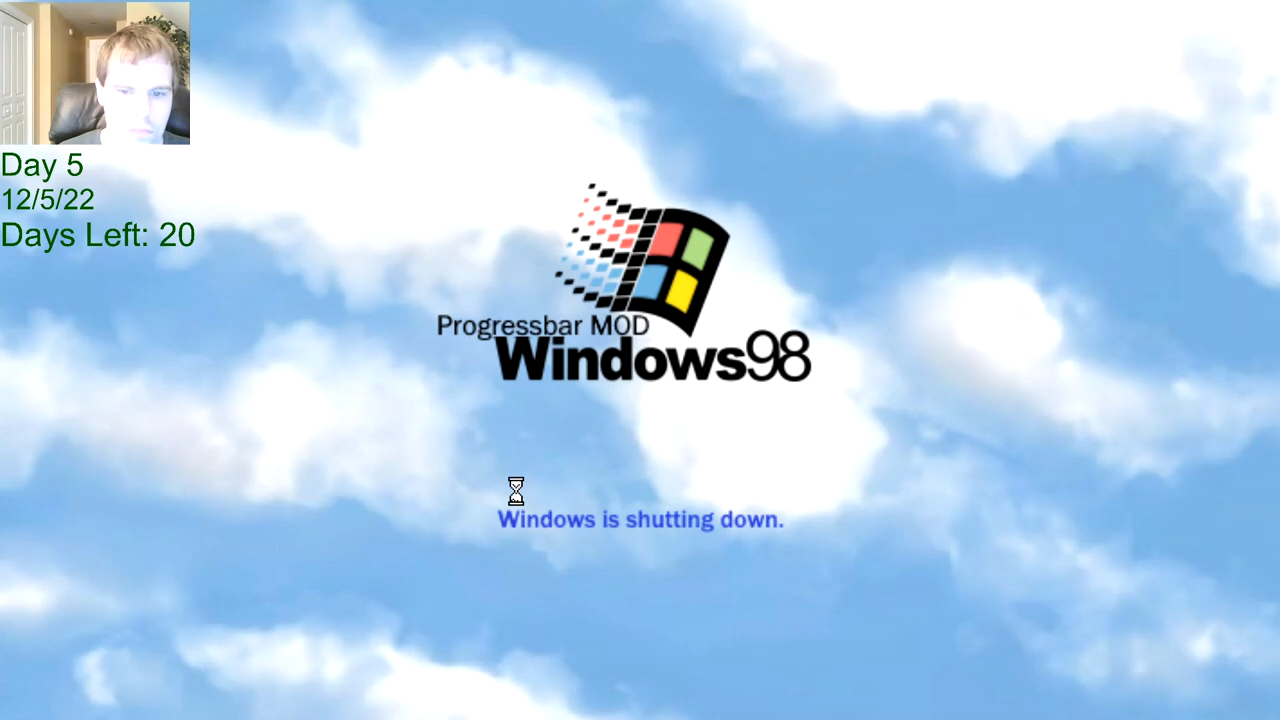 Day 5
12/5/22
Days Left: 20
Progressbar MOD
Windows98
Windows is shutting down.